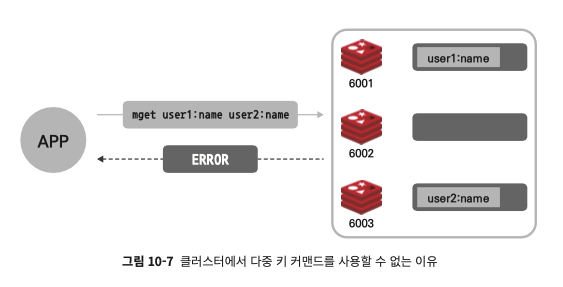 6001
user1:name
mget user1:name user2:name
APP
6002
ERROR
6003
user2:name
그림 10-7 클러스터에서 다중 키 커맨드를 사용할 수 없는 이유